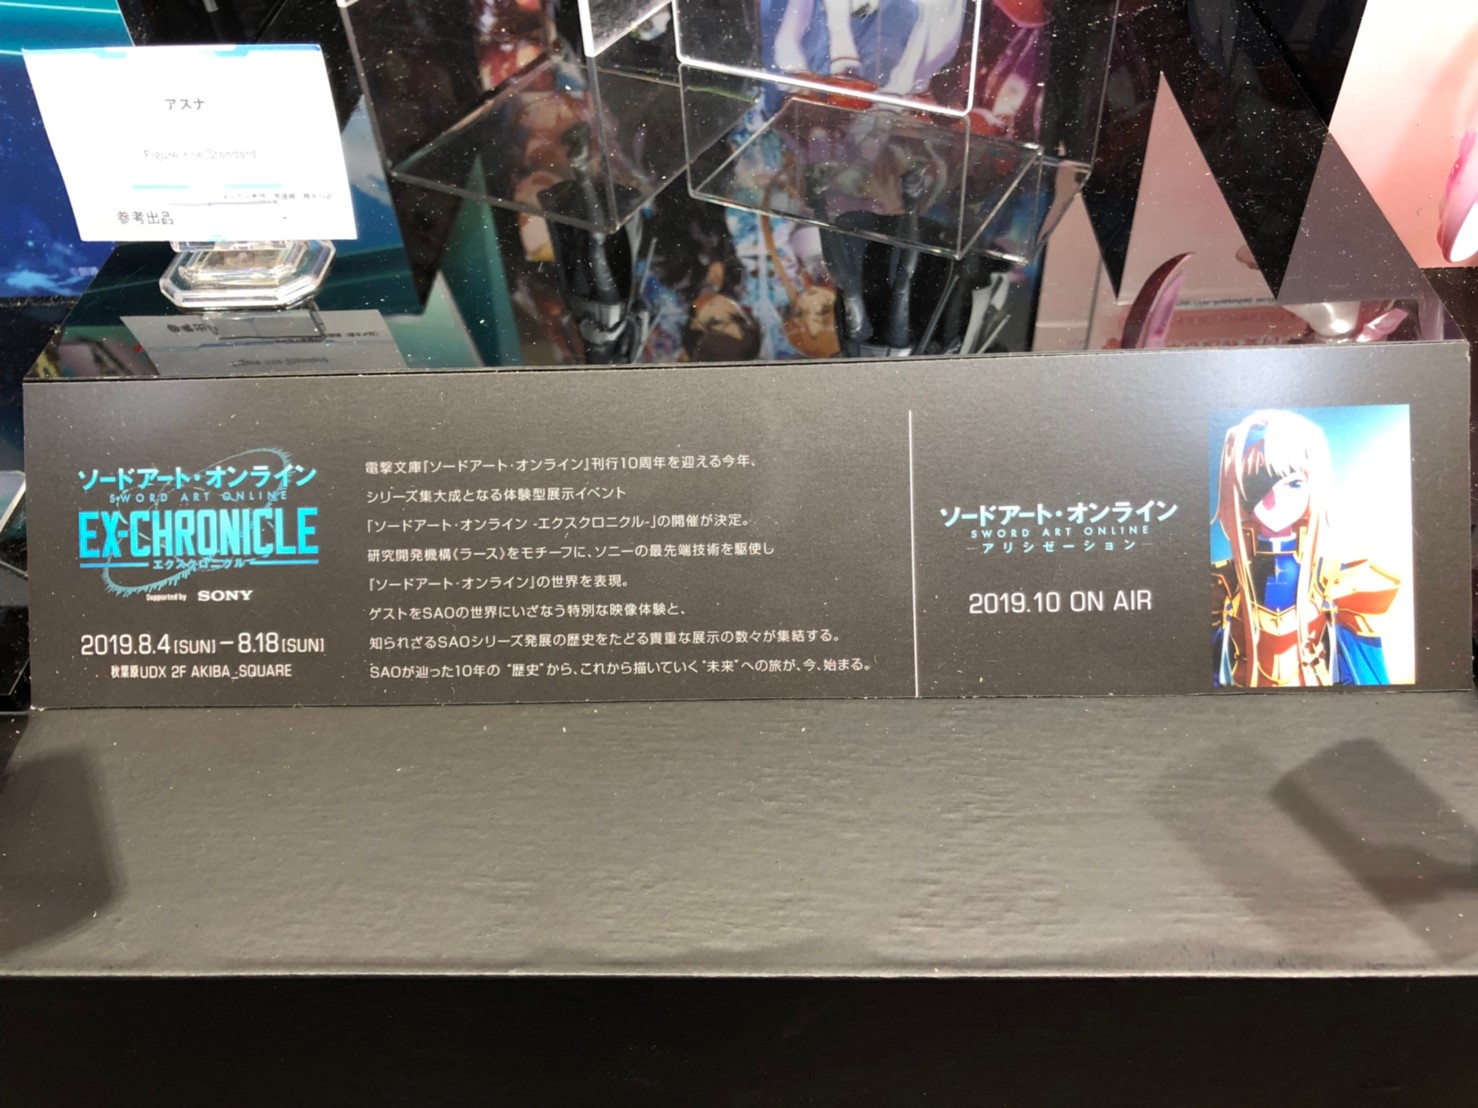 アスナ
Figure-rise Standard
参考出品
ソードアート・オンライン
SWORD ART ONLINE
EX-CHRONICLE
エクスクロニクル
Supported by SONY
2019.8.4[SUN]－8.18[SUN]
秋葉原UDX 2F AKIBA_SQUARE
電撃文庫『ソードアート・オンライン』刊行10周年を迎える今年、
シリーズ集大成となる体験型展示イベント
「ソードアート・オンライン -エクスクロニクル-」の開催が決定。
研究開発機構《ラース》をモチーフに、ソニーの最先端技術を駆使し
『ソードアート・オンライン』の世界を表現。
ゲストをSAOの世界にいざなう特別な映像体験と、
知られざるSAOシリーズ発展の歴史をたどる貴重な展示の数々が集結する。
SAOが辿った10年の “歴史”から、これから描いていく“未来”への旅が、今、始まる。
ソードアート・オンライン
SWORD ART ONLINE
アリシゼーション
2019.10 ON AIR